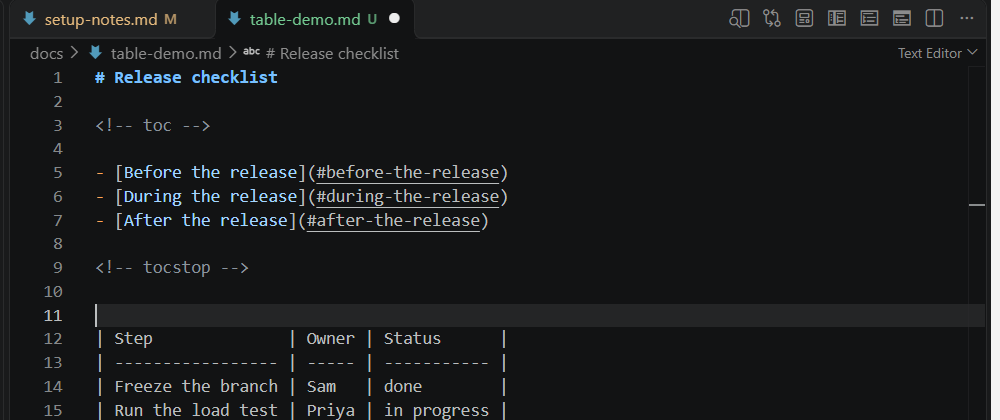 setup-notes.md M
table-demo.md U
docs > table-demo.md > abc # Release checklist
Text Editor
1 # Release checklist
2
3 <!-- toc -->
4
5 - [Before the release](#before-the-release)
6 - [During the release](#during-the-release)
7 - [After the release](#after-the-release)
8
9 <!-- tocstop -->
10
11
12 | Step             | Owner | Status      |
13 | ---------------- | ----- | ----------- |
14 | Freeze the branch | Sam   | done        |
15 | Run the load test | Priya | in progress |